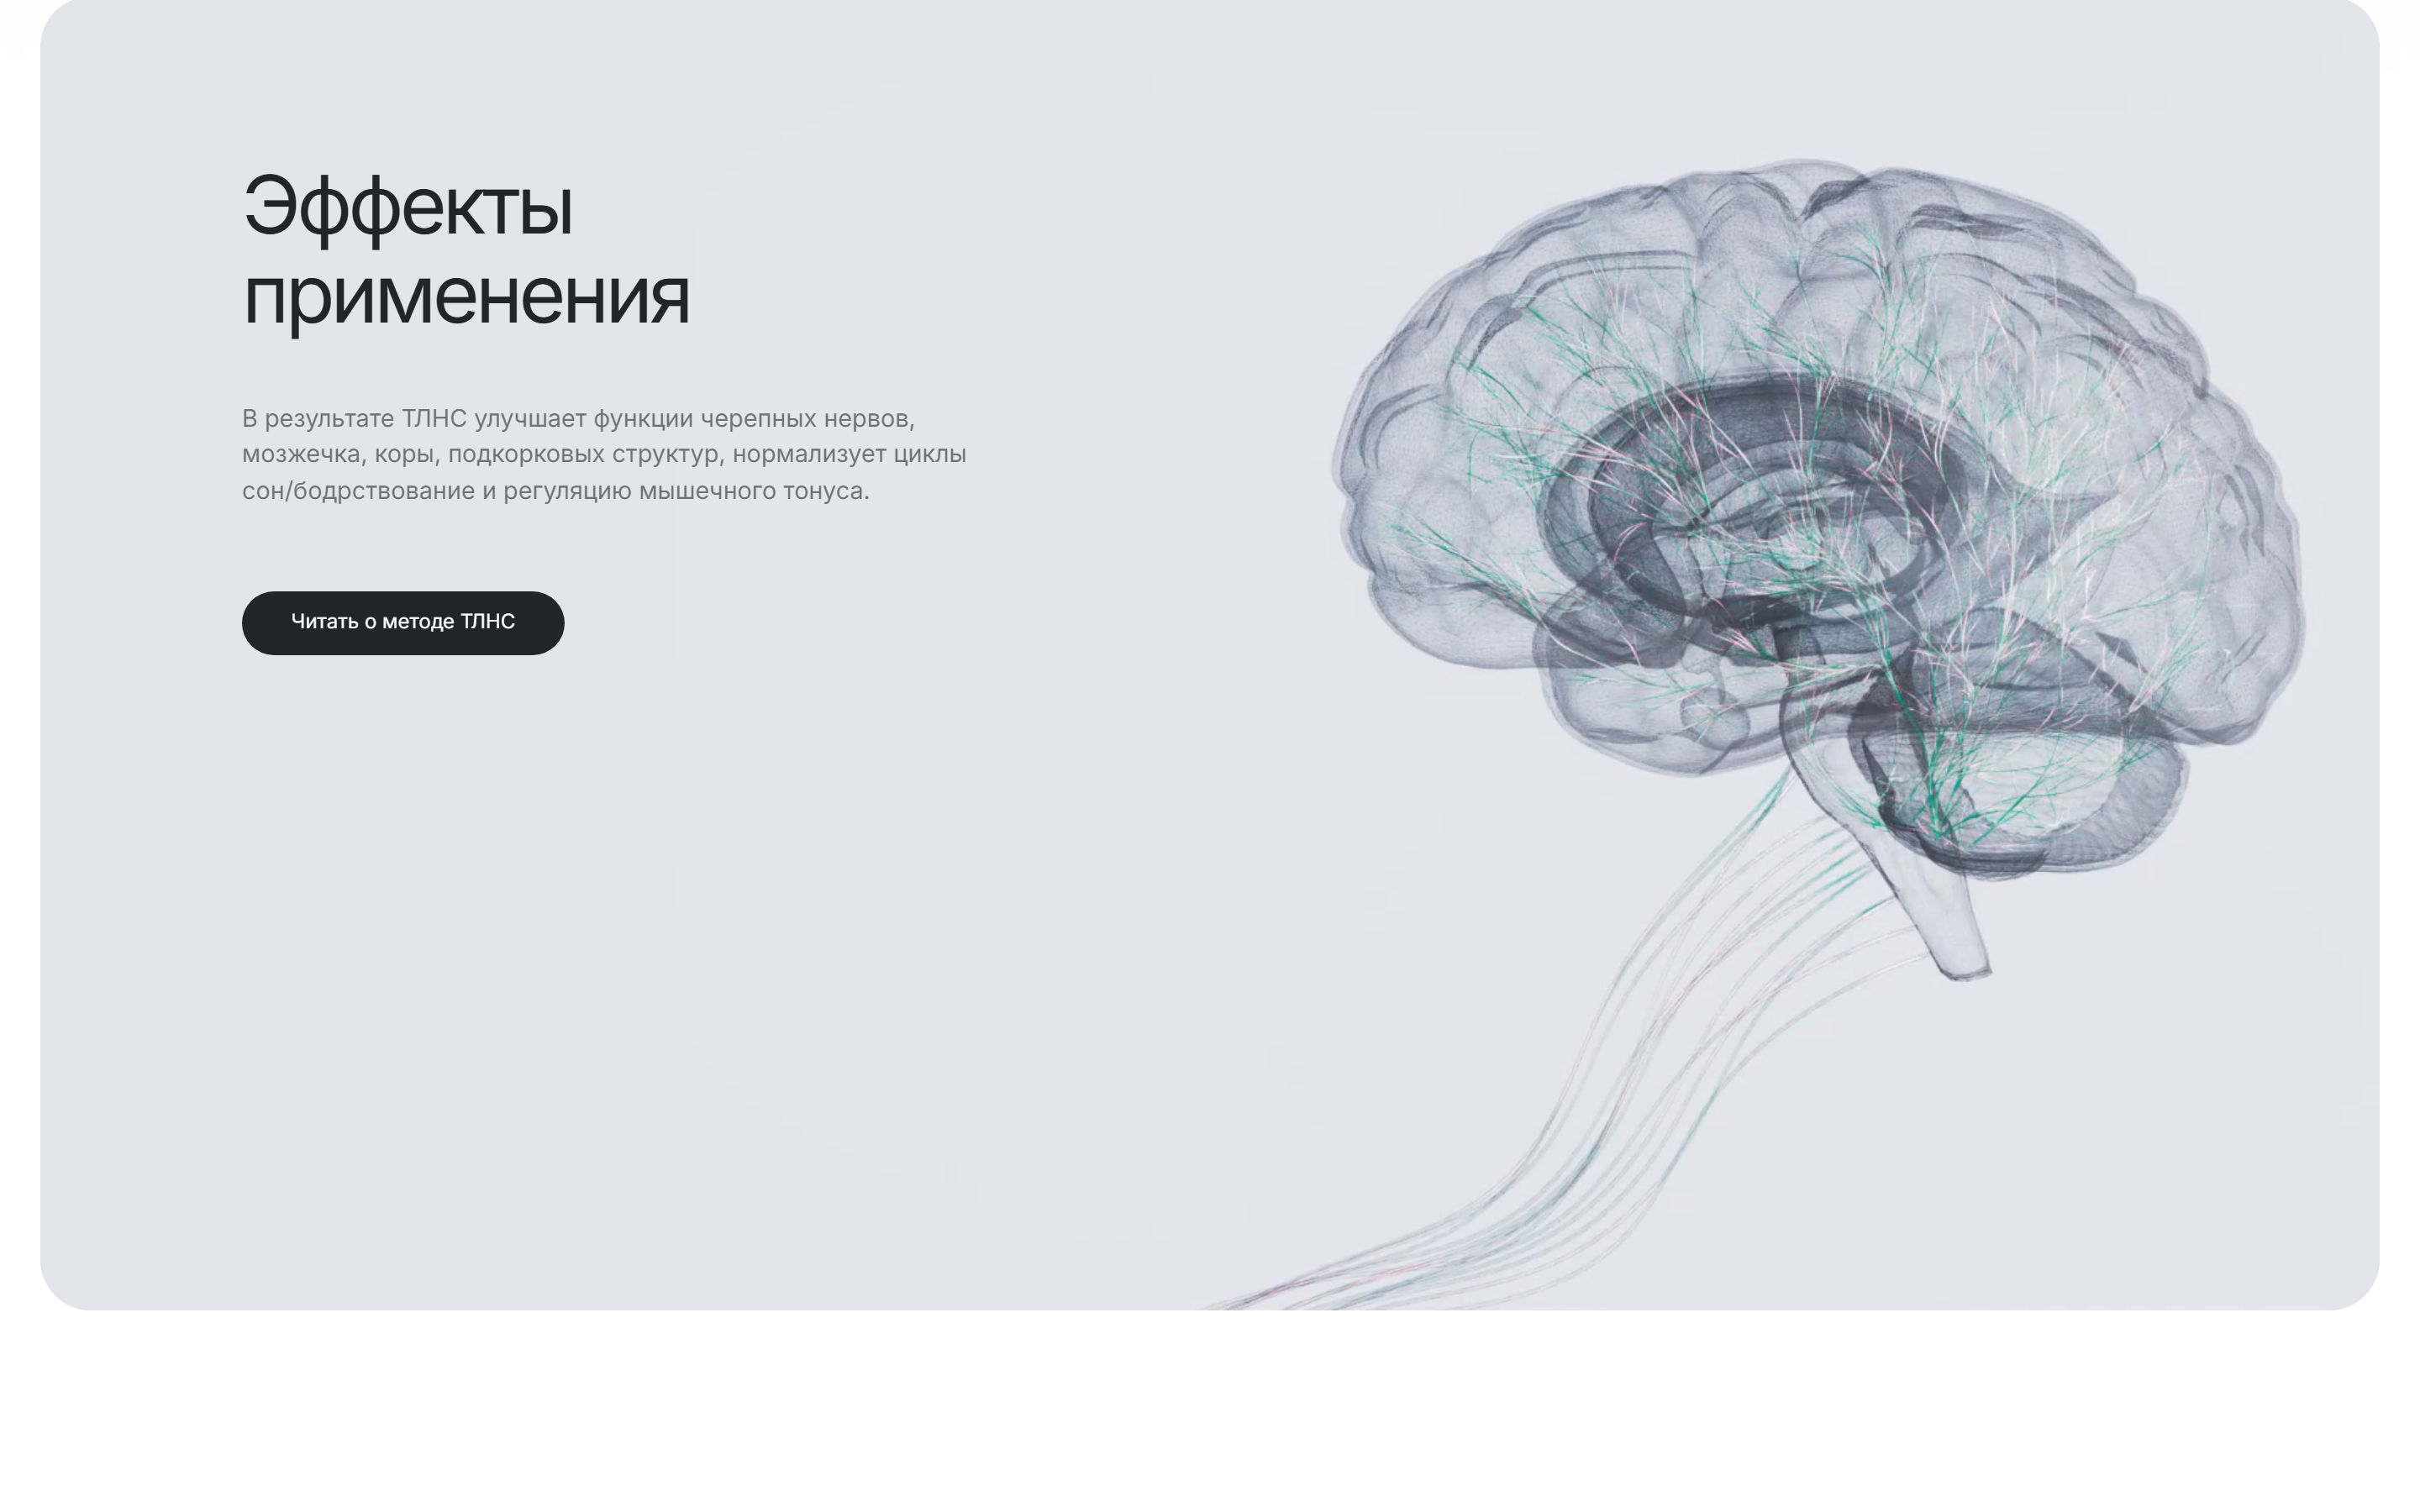 Эффекты
применения
В результате ТЛНС улучшает функции черепных нервов,
мозжечка, коры, подкорковых структур, нормализует циклы
сон/бодрствование и регуляцию мышечного тонуса.
Читать о методе ТЛНС